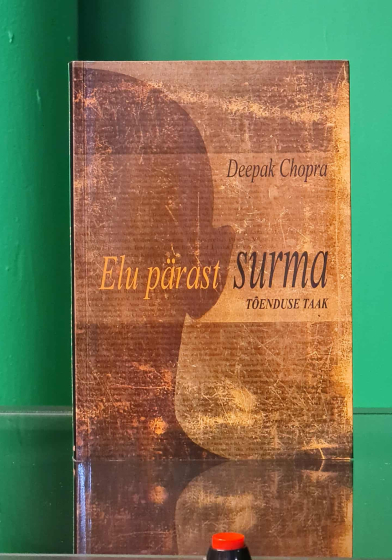 Deepak Chopra
Elu pärast surma
TÕENDUSE TAAK